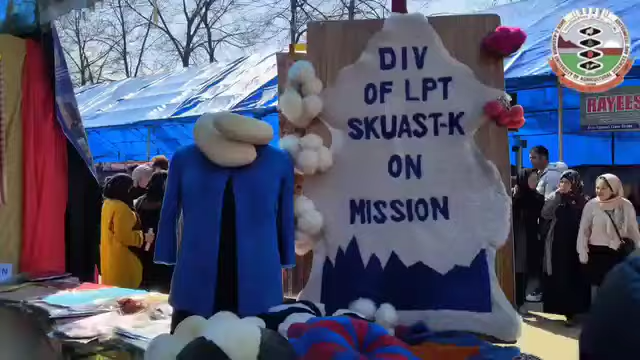 DIV
OF LPT
SKUAST-K
ON
MISSION
RAYEES